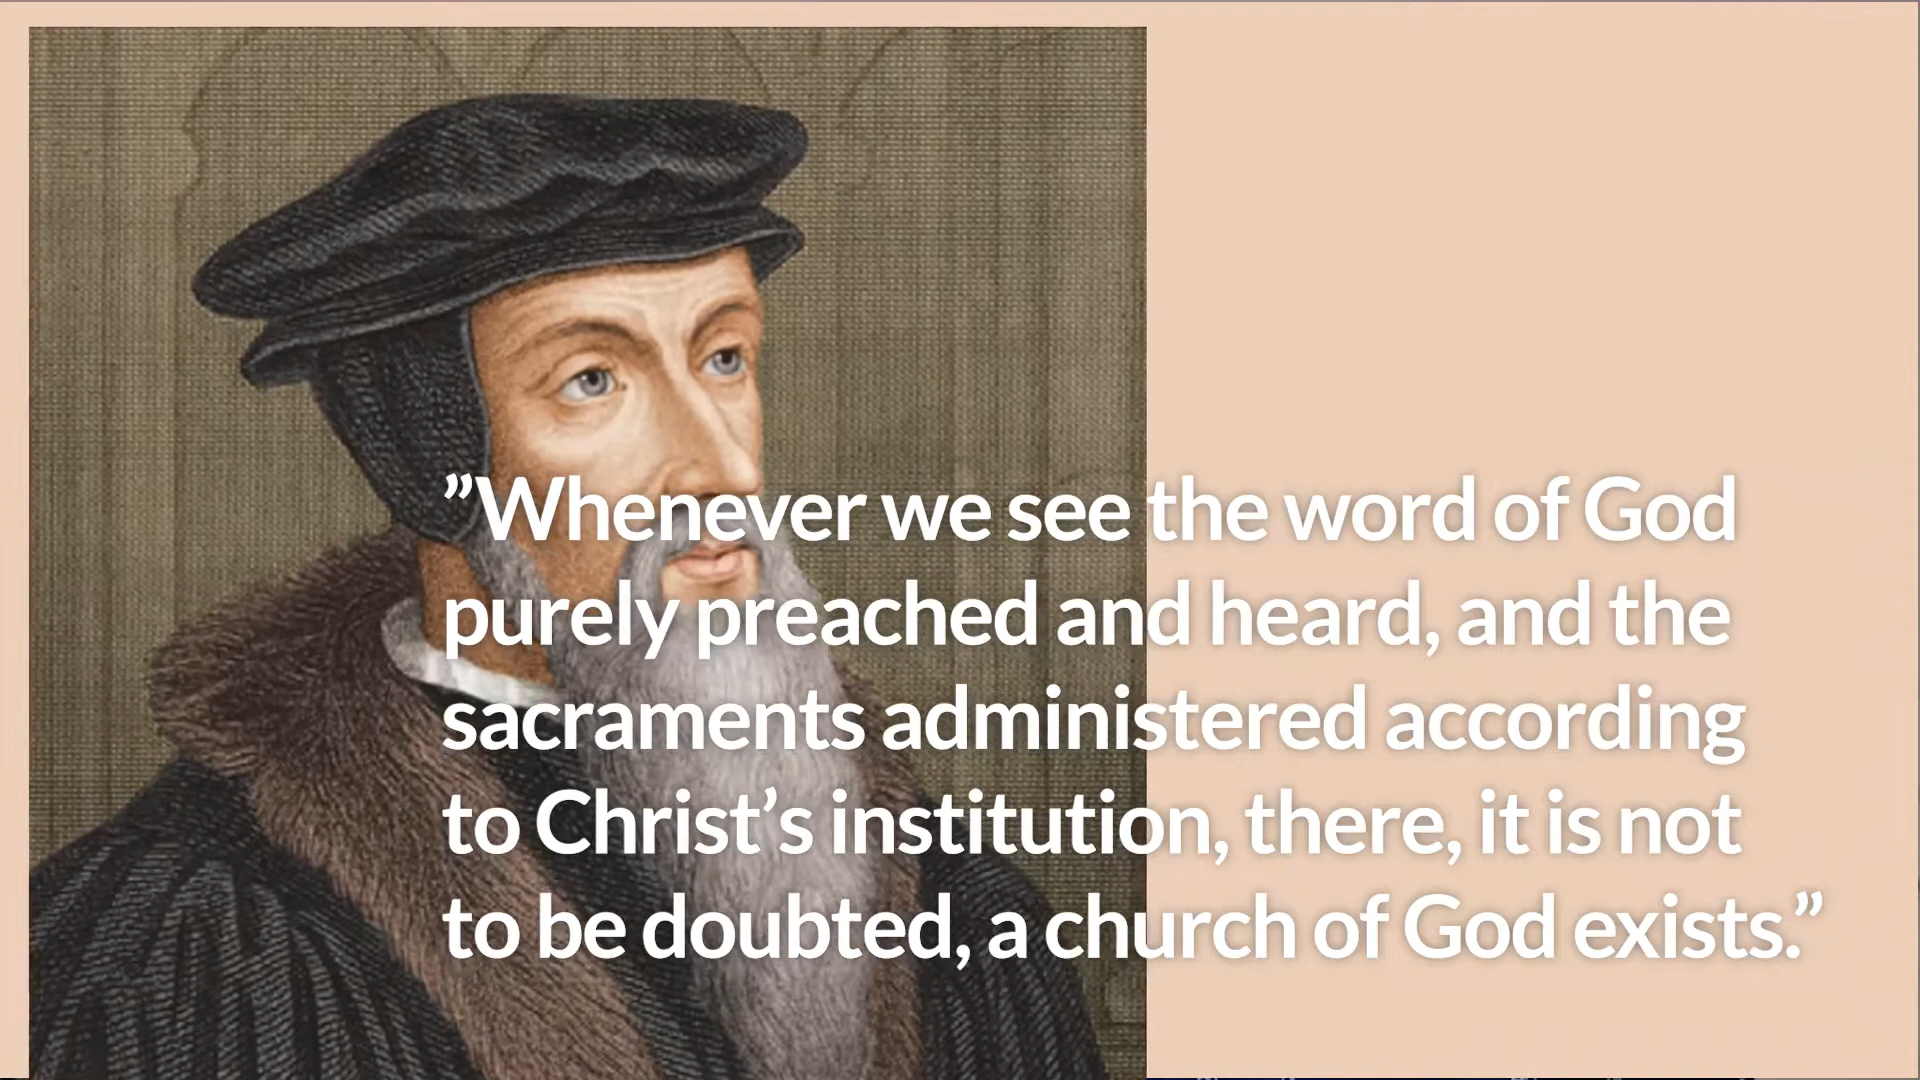 ”Whenever we see the word of God
purely preached and heard, and the
sacraments administered according
to Christ’s institution, there, it is not
to be doubted, a church of God exists.”